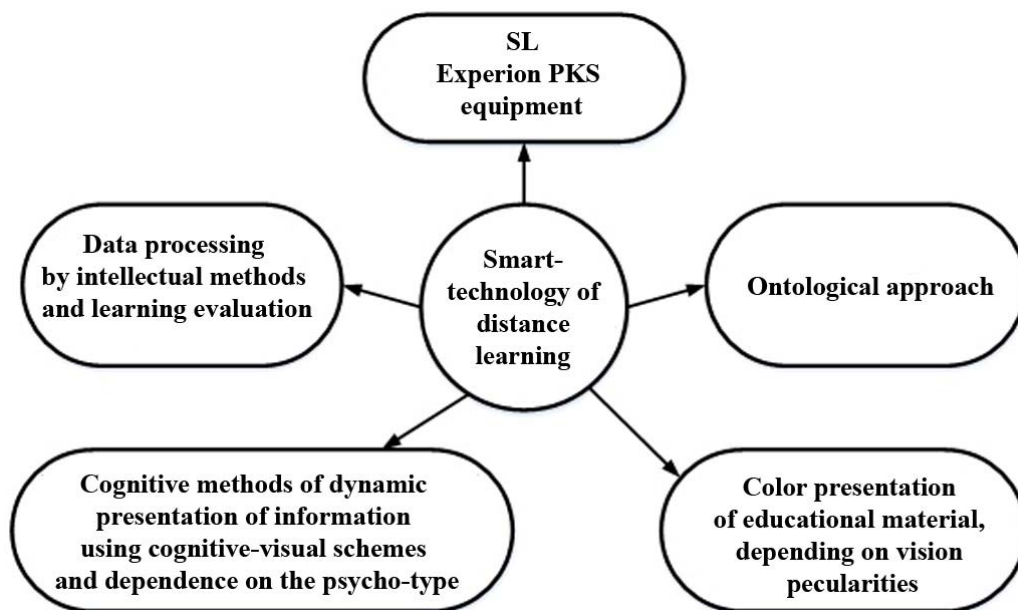 SL
Experion PKS
equipment
Data processing
by intellectual methods
and learning evaluation
Smart-
technology of
distance
learning
Ontological approach
Cognitive methods of dynamic
presentation of information
using cognitive-visual schemes
and dependence on the psycho-type
Color presentation
of educational material,
depending on vision
pecularities